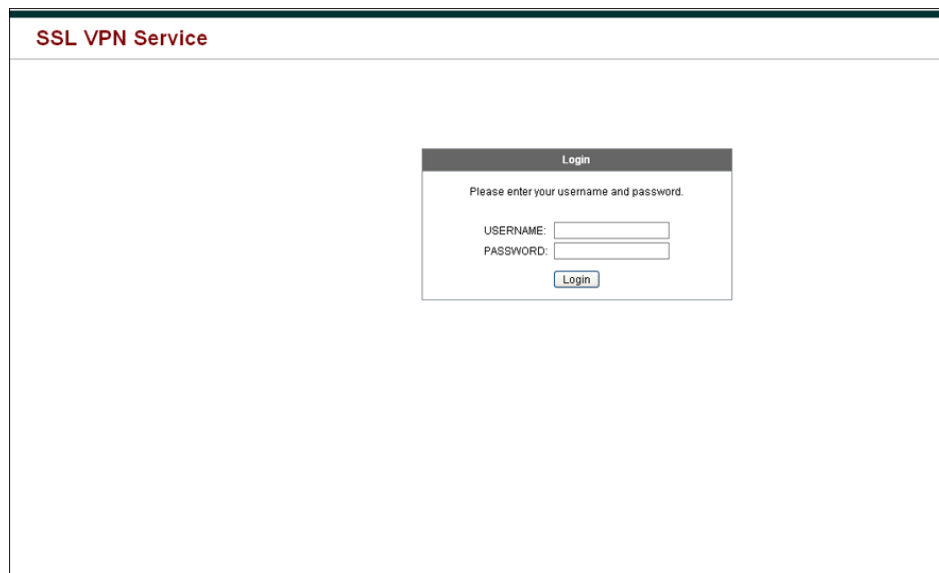 SSL VPN Service
Login
Please enter your username and password.
USERNAME:
PASSWORD:
Login